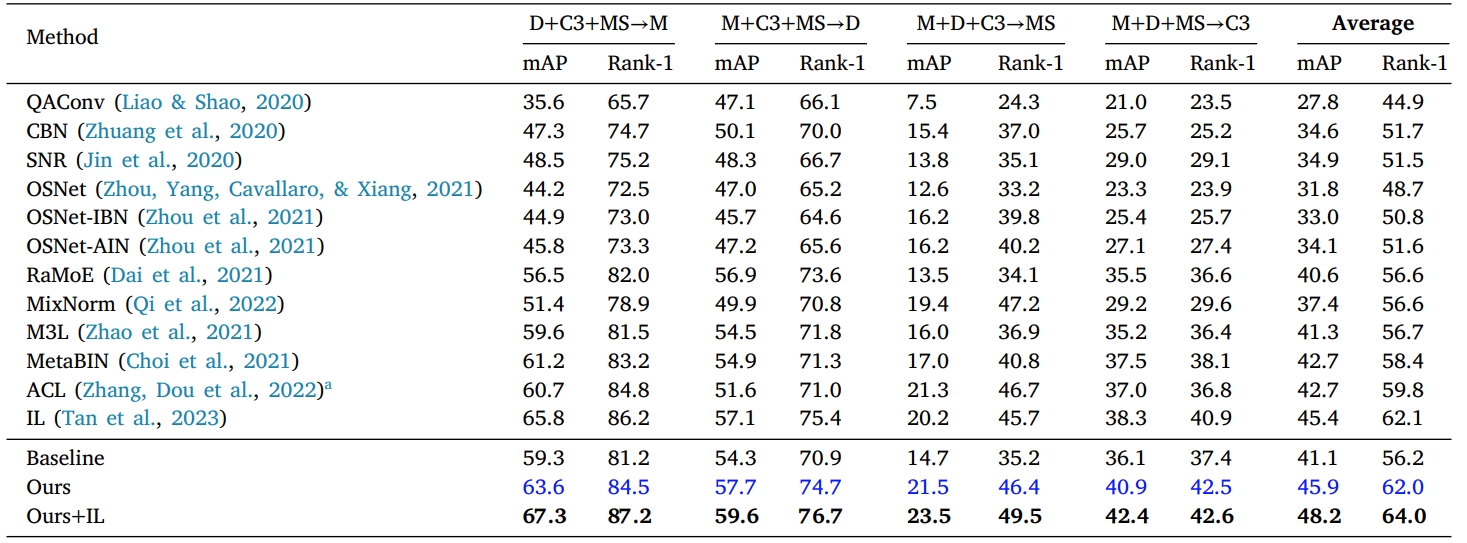 Method D+C3+MS→M M+C3+MS→D M+D+C3→MS M+D+MS→C3 Average
mAP Rank-1 mAP Rank-1 mAP Rank-1 mAP Rank-1 mAP Rank-1
QAConv (Liao & Shao, 2020) 35.6 65.7 47.1 66.1 7.5 24.3 21.0 23.5 27.8 44.9
CBN (Zhuang et al., 2020) 47.3 74.7 50.1 70.0 15.4 37.0 25.7 25.2 34.6 51.7
SNR (Jin et al., 2020) 48.5 75.2 48.3 66.7 13.8 35.1 29.0 29.1 34.9 51.5
OSNet (Zhou, Yang, Cavallaro, & Xiang, 2021) 44.2 72.5 47.0 65.2 12.6 33.2 23.3 23.9 31.8 48.7
OSNet-IBN (Zhou et al., 2021) 44.9 73.0 45.7 64.6 16.2 39.8 25.4 25.7 33.0 50.8
OSNet-AIN (Zhou et al., 2021) 45.8 73.3 47.2 65.6 16.2 40.2 27.1 27.4 34.1 51.6
RaMoE (Dai et al., 2021) 56.5 82.0 56.9 73.6 13.5 34.1 35.5 36.6 40.6 56.6
MixNorm (Qi et al., 2022) 51.4 78.9 49.9 70.8 19.4 47.2 29.2 29.6 37.4 56.6
M3L (Zhao et al., 2021) 59.6 81.5 54.5 71.8 16.0 36.9 35.2 36.4 41.3 56.7
MetaBIN (Choi et al., 2021) 61.2 83.2 54.9 71.3 17.0 40.8 37.5 38.1 42.7 58.4
ACL (Zhang, Dou et al., 2022)a 60.7 84.8 51.6 71.0 21.3 46.7 37.0 36.8 42.7 59.8
IL (Tan et al., 2023) 65.8 86.2 57.1 75.4 20.2 45.7 38.3 40.9 45.4 62.1
Baseline 59.3 81.2 54.3 70.9 14.7 35.2 36.1 37.4 41.1 56.2
Ours 63.6 84.5 57.7 74.7 21.5 46.4 40.9 42.5 45.9 62.0
Ours+IL 67.3 87.2 59.6 76.7 23.5 49.5 42.4 42.6 48.2 64.0